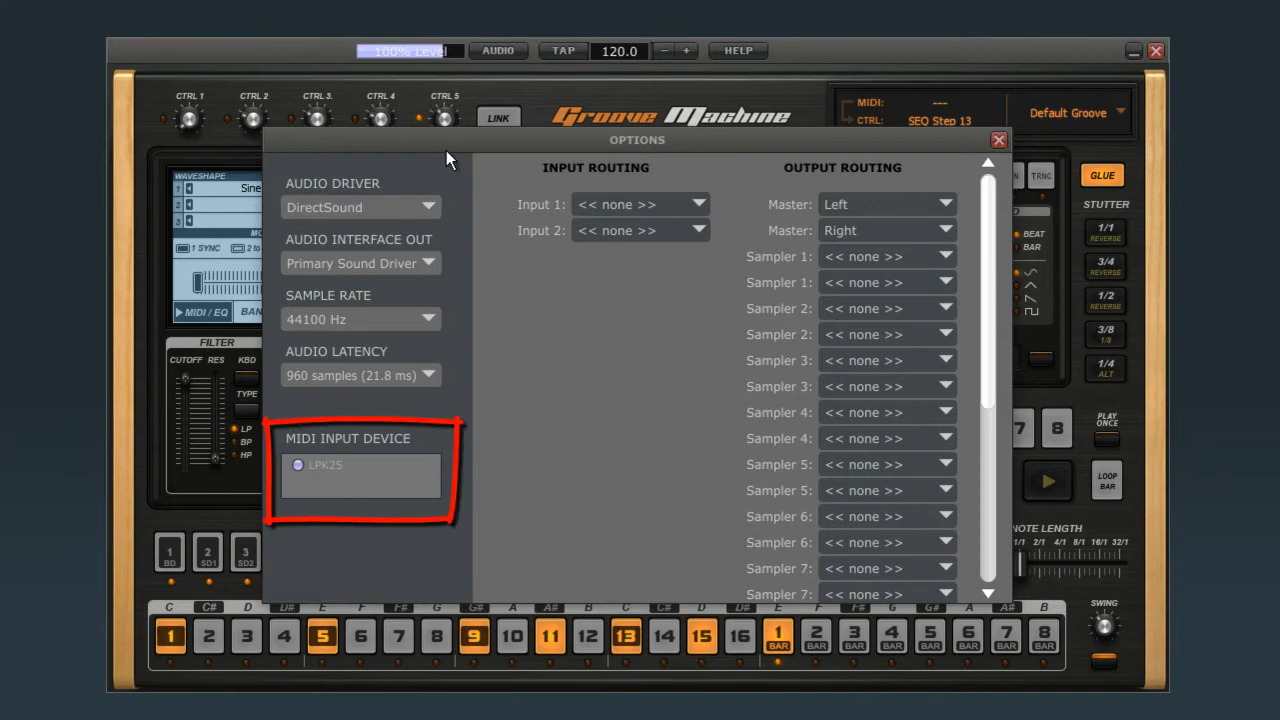 100% Level AUDIO TAP 120.0 − + HELP
CTRL 1 CTRL 2 CTRL 3. CTRL 4 CTRL 5
LINK
Groove Machine
MIDI: ---
CTRL: SEQ Step 13
Default Groove
OPTIONS
AUDIO DRIVER
DirectSound
AUDIO INTERFACE OUT
Primary Sound Driver
SAMPLE RATE
44100 Hz
AUDIO LATENCY
960 samples (21.8 ms)
MIDI INPUT DEVICE
LPK25
INPUT ROUTING
Input 1: << none >>
Input 2: << none >>
OUTPUT ROUTING
Master: Left
Master: Right
Sampler 1: << none >>
Sampler 1: << none >>
Sampler 2: << none >>
Sampler 2: << none >>
Sampler 3: << none >>
Sampler 3: << none >>
Sampler 4: << none >>
Sampler 4: << none >>
Sampler 5: << none >>
Sampler 5: << none >>
Sampler 6: << none >>
Sampler 6: << none >>
Sampler 7: << none >>
Sampler 7: << none >>
WAVESHAPE
1 Sine
2
3
1 SYNC
MIDI / EQ
FILTER
CUTOFF RES KBD
TYPE
LP
BP
HP
1 2 3
BD SD1 SD2
TRNC
GLUE
STUTTER
BEAT
BAR
1/1
REVERSE
3/4
REVERSE
1/2
REVERSE
3/8
1/8
1/4
ALT
7 8
PLAY
ONCE
LOOP
BAR
NOTE LENGTH
1/1 2/1 4/1 8/1 16/1 32/1
SWING
C C# D D# E F F# G G# A A# B C C# D D# E F F# G G# A A# B
1 2 3 4 5 6 7 8 9 10 11 12 13 14 15 16 1 2 3 4 5 6 7 8
BAR BAR BAR BAR BAR BAR BAR BAR